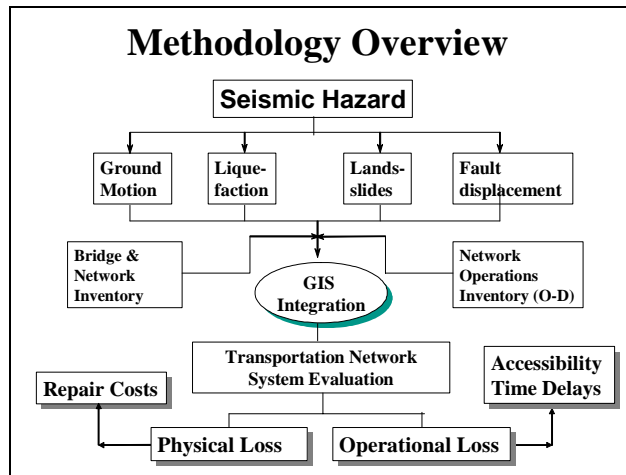 Methodology Overview
Seismic Hazard
Ground
Motion
Lique-
faction
Lands-
slides
Fault
displacement
Bridge &
Network
Inventory
GIS
Integration
Network
Operations
Inventory (O-D)
Transportation Network
System Evaluation
Repair Costs
Accessibility
Time Delays
Physical Loss
Operational Loss